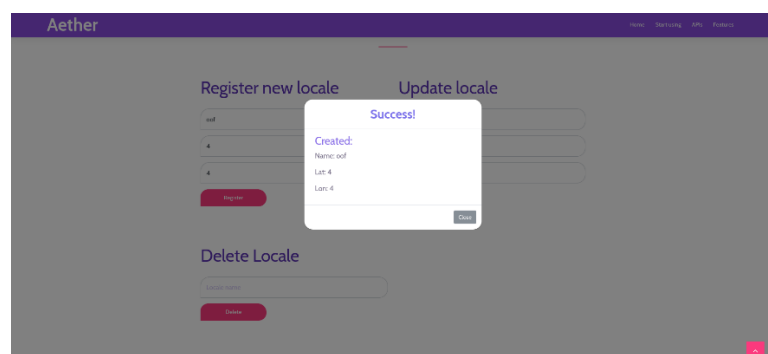 Aether
Home Start using APIs Features
Register new locale
Update locale
oof
4
4
Register
Success!
Created:
Name: oof
Lat: 4
Lon: 4
Close
Delete Locale
Locale name
Delete